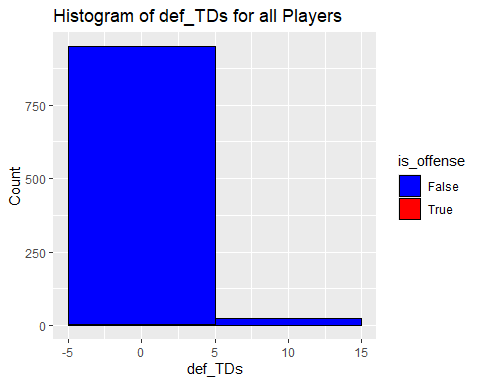 Histogram of def_TDs for all Players
Count
750
500
250
0
-5
0
5
10
15
def_TDs
is_offense
False
True